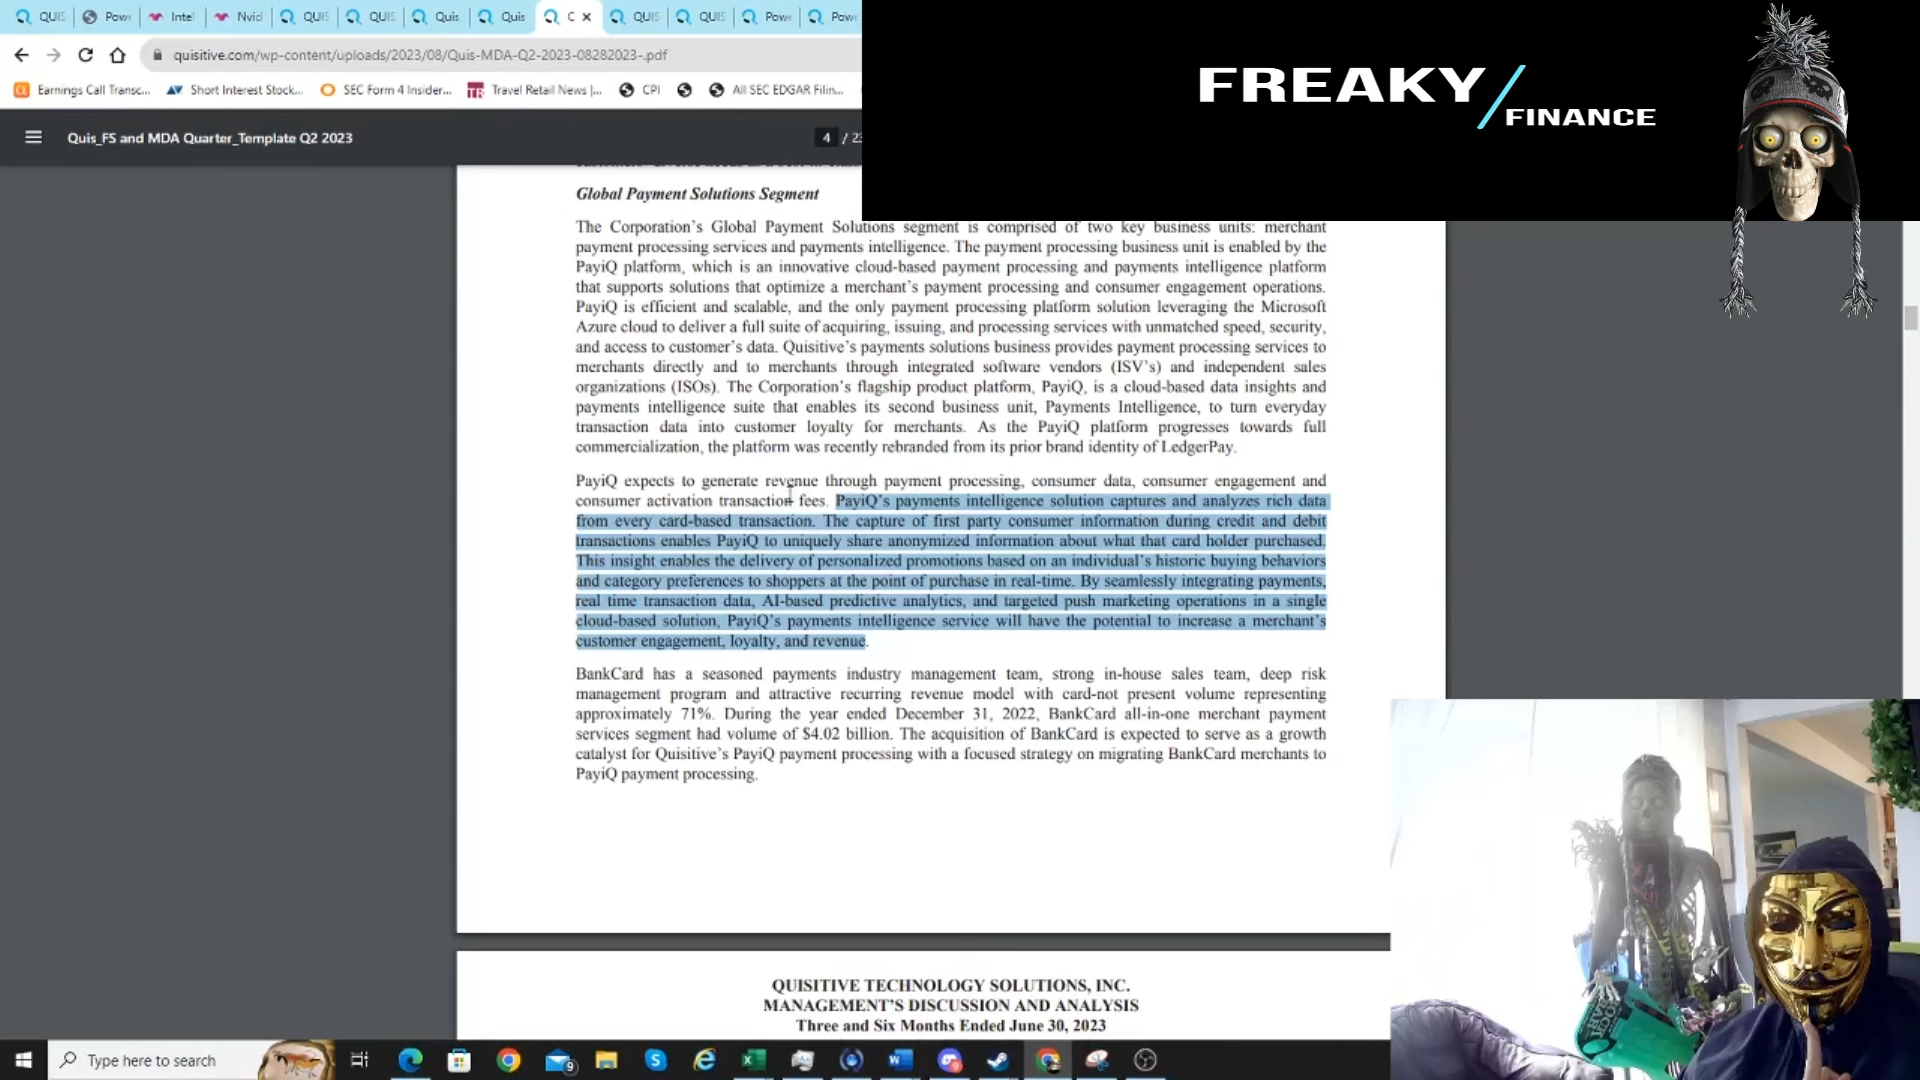 QUIS
Powe
Intel
Nvidi
QUIS
QUIS
Quis
Quis
C
QUIS
QUIS
Powe
Powe
quisitive.com/wp-content/uploads/2023/08/Quis-MDA-Q2-2023-08282023-.pdf
Earnings Call Transc...
Short Interest Stock...
SEC Form 4 Insider...
TR
Travel Retail News |...
CPI
All SEC EDGAR Filin...
FREAKY/
FINANCE
Quis_FS and MDA Quarter_Template Q2 2023
4 / 23
Global Payment Solutions Segment
The Corporation's Global Payment Solutions segment is comprised of two key business units: merchant
payment processing services and payments intelligence. The payment processing business unit is enabled by the
PayiQ platform, which is an innovative cloud-based payment processing and payments intelligence platform
that supports solutions that optimize a merchant's payment processing and consumer engagement operations.
PayiQ is efficient and scalable, and the only payment processing platform solution leveraging the Microsoft
Azure cloud to deliver a full suite of acquiring, issuing, and processing services with unmatched speed, security,
and access to customer's data. Quisitive's payments solutions business provides payment processing services to
merchants directly and to merchants through integrated software vendors (ISV's) and independent sales
organizations (ISOs). The Corporation's flagship product platform, PayiQ, is a cloud-based data insights and
payments intelligence suite that enables its second business unit, Payments Intelligence, to turn everyday
transaction data into customer loyalty for merchants. As the PayiQ platform progresses towards full
commercialization, the platform was recently rebranded from its prior brand identity of LedgerPay.
PayiQ expects to generate revenue through payment processing, consumer data, consumer engagement and
consumer activation transaction fees. PayiQ's payments intelligence solution captures and analyzes rich data
from every card-based transaction. The capture of first party consumer information during credit and debit
transactions enables PayiQ to uniquely share anonymized information about what that card holder purchased.
This insight enables the delivery of personalized promotions based on an individual's historic buying behaviors
and category preferences to shoppers at the point of purchase in real-time. By seamlessly integrating payments,
real time transaction data, AI-based predictive analytics, and targeted push marketing operations in a single
cloud-based solution, PayiQ's payments intelligence service will have the potential to increase a merchant's
customer engagement, loyalty, and revenue.
BankCard has a seasoned payments industry management team, strong in-house sales team, deep risk
management program and attractive recurring revenue model with card-not present volume representing
approximately 71%. During the year ended December 31, 2022, BankCard all-in-one merchant payment
services segment had volume of $4.02 billion. The acquisition of BankCard is expected to serve as a growth
catalyst for Quisitive's PayiQ payment processing with a focused strategy on migrating BankCard merchants to
PayiQ payment processing.
QUISITIVE TECHNOLOGY SOLUTIONS, INC.
MANAGEMENT'S DISCUSSION AND ANALYSIS
Three and Six Months Ended June 30, 2023
Type here to search
9